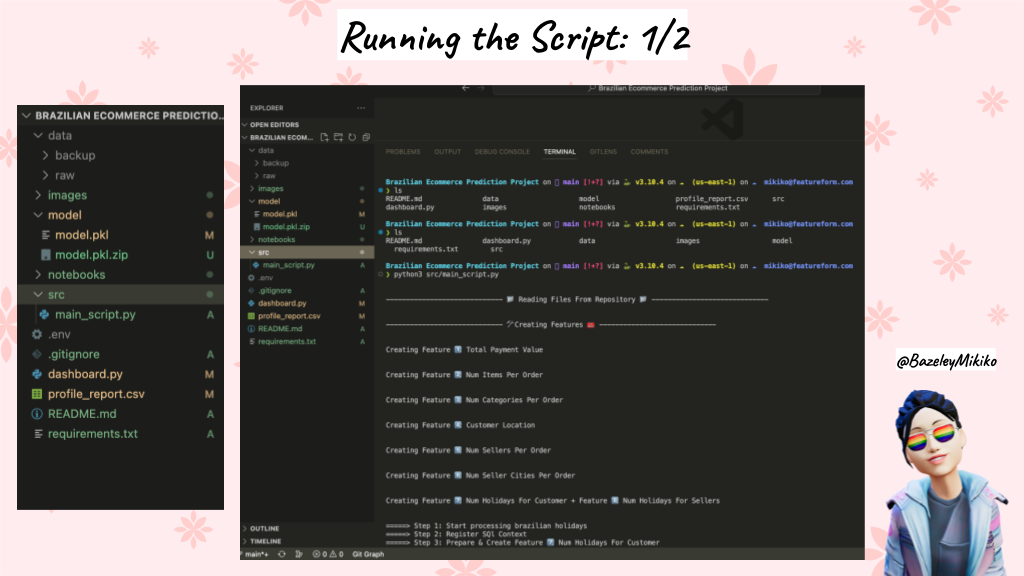 Running the Script: 1/2
BRAZILIAN ECOMMERCE PREDICTIO...
data
backup
raw
images
model
model.pkl M
model.pkl.zip U
notebooks
src
main_script.py A
.env
.gitignore A
dashboard.py M
profile_report.csv M
README.md A
requirements.txt A
Brazilian Ecommerce Prediction Project
EXPLORER
OPEN EDITORS
BRAZILIAN ECOMM...
data
backup
raw
images
model
model.pkl M
model.pkl.zip U
notebooks
src
main_script.py A
.env
.gitignore A
dashboard.py M
profile_report.csv M
README.md A
requirements.txt A
OUTLINE
TIMELINE
PROBLEMS OUTPUT DEBUG CONSOLE TERMINAL GITLENS COMMENTS
Brazilian Ecommerce Prediction Project on main [!+?] via v3.10.4 on (us-east-1) on mikiko@featureform.com
❯ ls
README.md data model profile_report.csv src
dashboard.py images notebooks requirements.txt
Brazilian Ecommerce Prediction Project on main [!+?] via v3.10.4 on (us-east-1) on mikiko@featureform.com
❯ ls
README.md dashboard.py data images model
requirements.txt src
Brazilian Ecommerce Prediction Project on main [!+?] via v3.10.4 on (us-east-1) on mikiko@featureform.com
❯ python3 src/main_script.py
Reading Files From Repository
Creating Features
Creating Feature 1 Total Payment Value
Creating Feature 2 Num Items Per Order
Creating Feature 3 Num Categories Per Order
Creating Feature 4 Customer Location
Creating Feature 5 Num Sellers Per Order
Creating Feature 6 Num Seller Cities Per Order
Creating Feature 7 Num Holidays For Customer + Feature 8 Num Holidays For Sellers
=====> Step 1: Start processing brazilian holidays
=====> Step 2: Register SQl Context
=====> Step 3: Prepare & Create Feature 7 Num Holidays For Customer
main*+ 0 0 Git Graph
@BazeleyMikiko